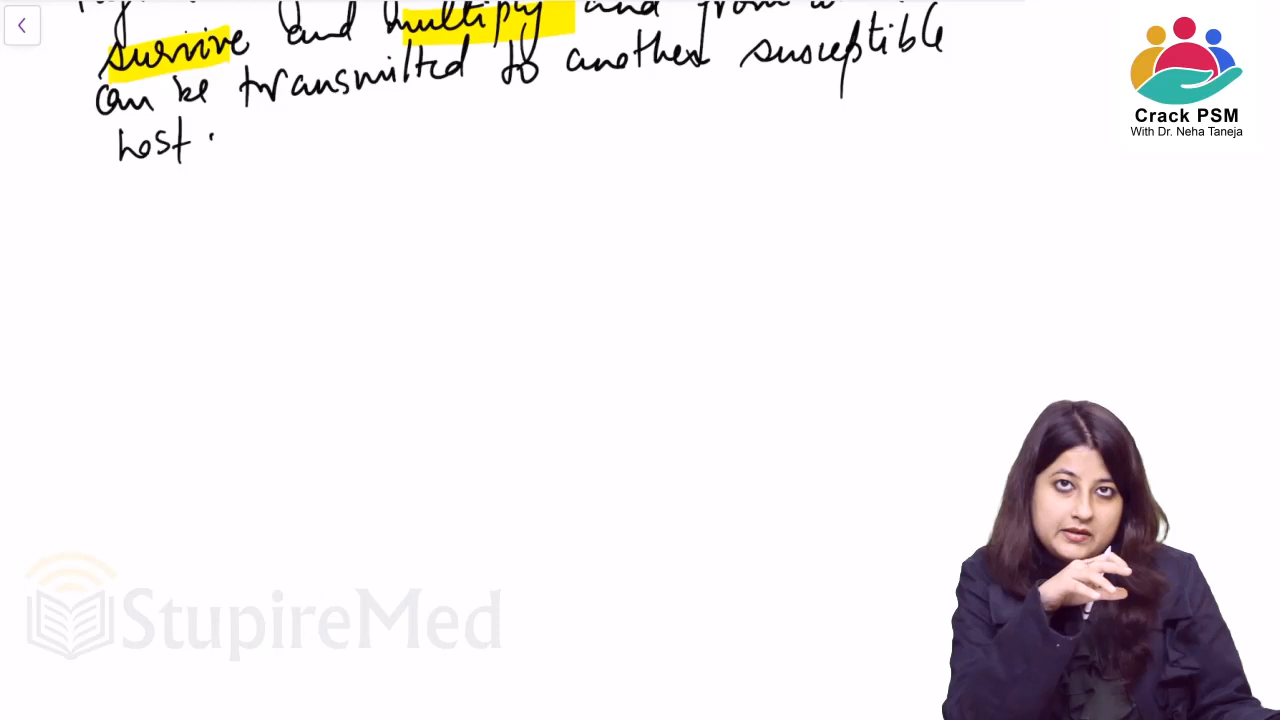 survive and multiply and from
can be transmitted to another susceptible
host.
Crack PSM
With Dr. Neha Taneja
StupireMed